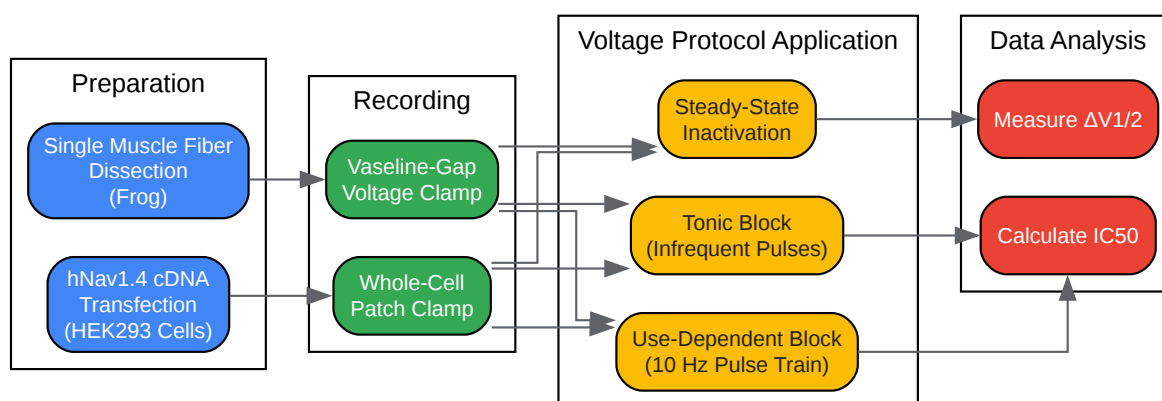 Preparation
Single Muscle Fiber
Dissection
(Frog)
hNav1.4 cDNA
Transfection
(HEK293 Cells)
Recording
Vaseline-Gap
Voltage Clamp
Whole-Cell
Patch Clamp
Voltage Protocol Application
Steady-State
Inactivation
Tonic Block
(Infrequent Pulses)
Use-Dependent Block
(10 Hz Pulse Train)
Data Analysis
Measure ΔV1/2
Calculate IC50